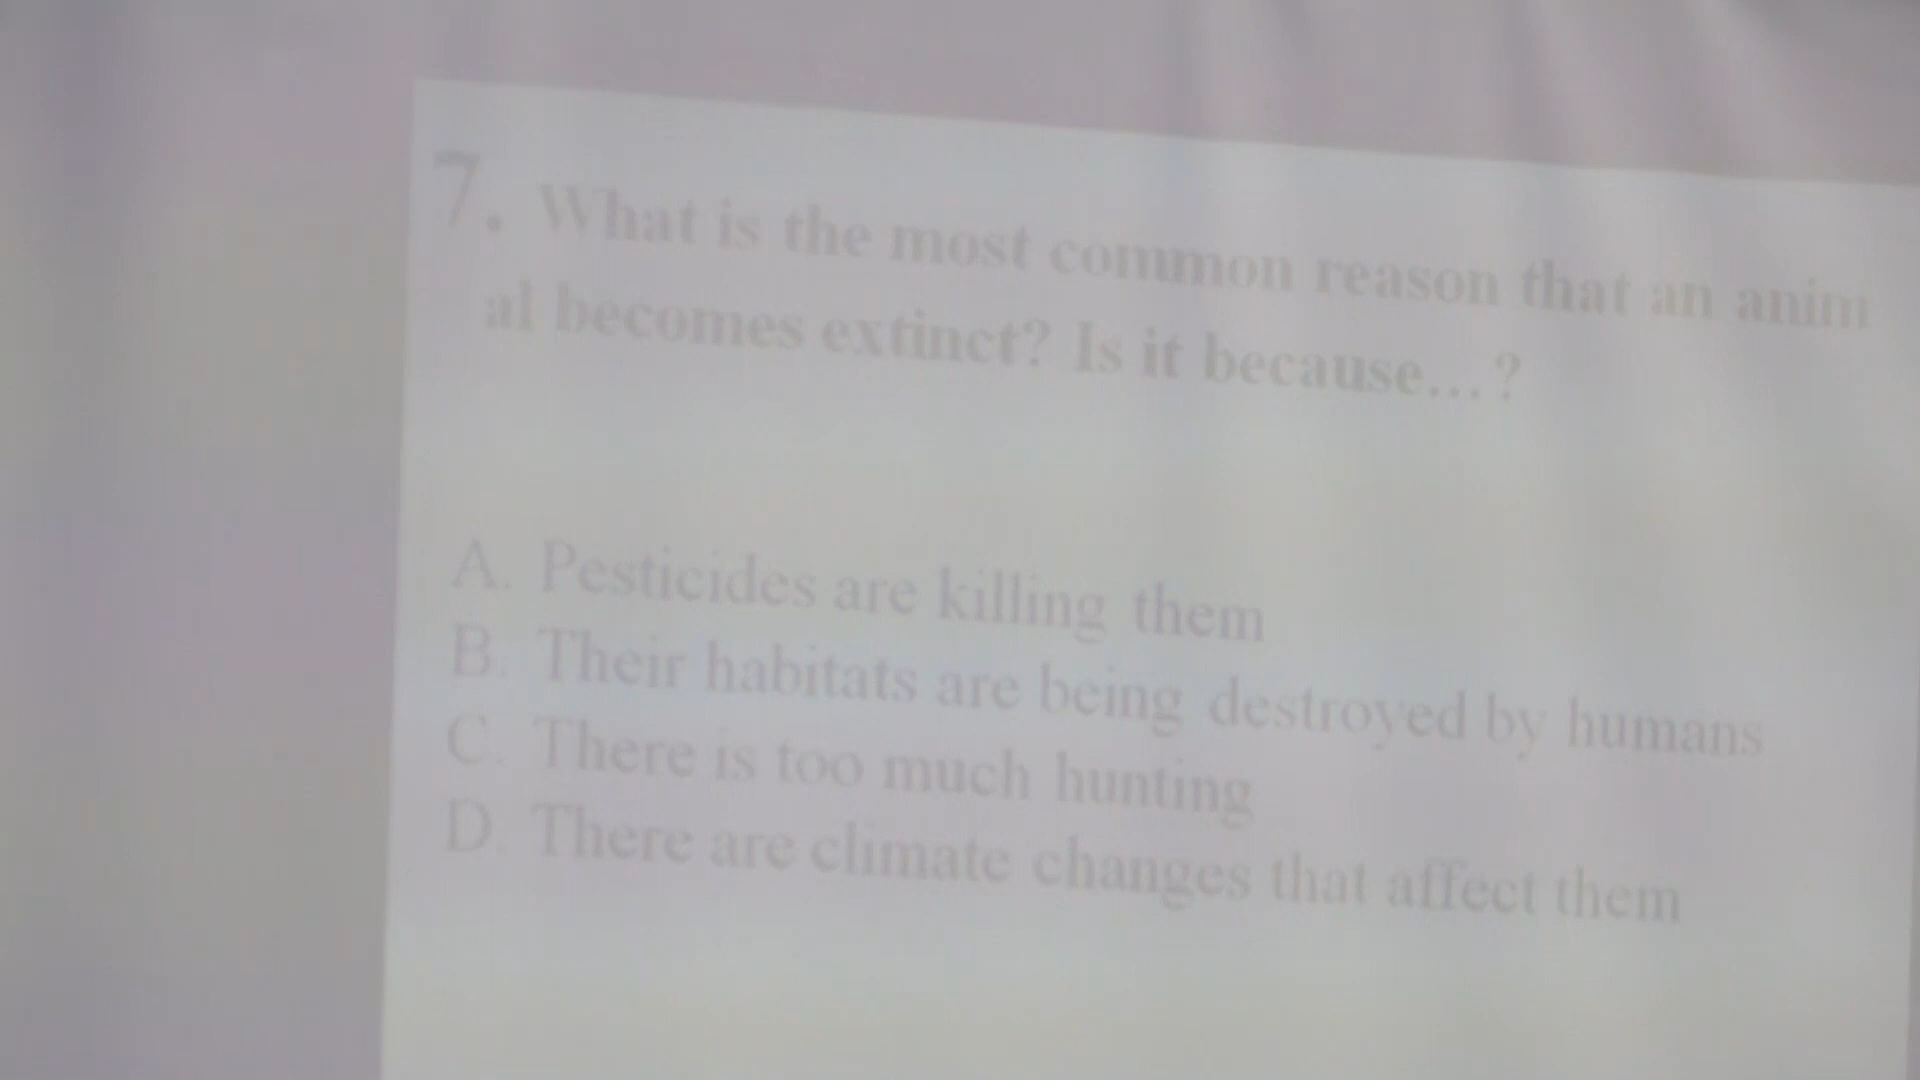 7. What is the most common reason that an anim
al becomes extinct? Is it because...?
A. Pesticides are killing them
B. Their habitats are being destroyed by humans
C. There is too much hunting
D. There are climate changes that affect them